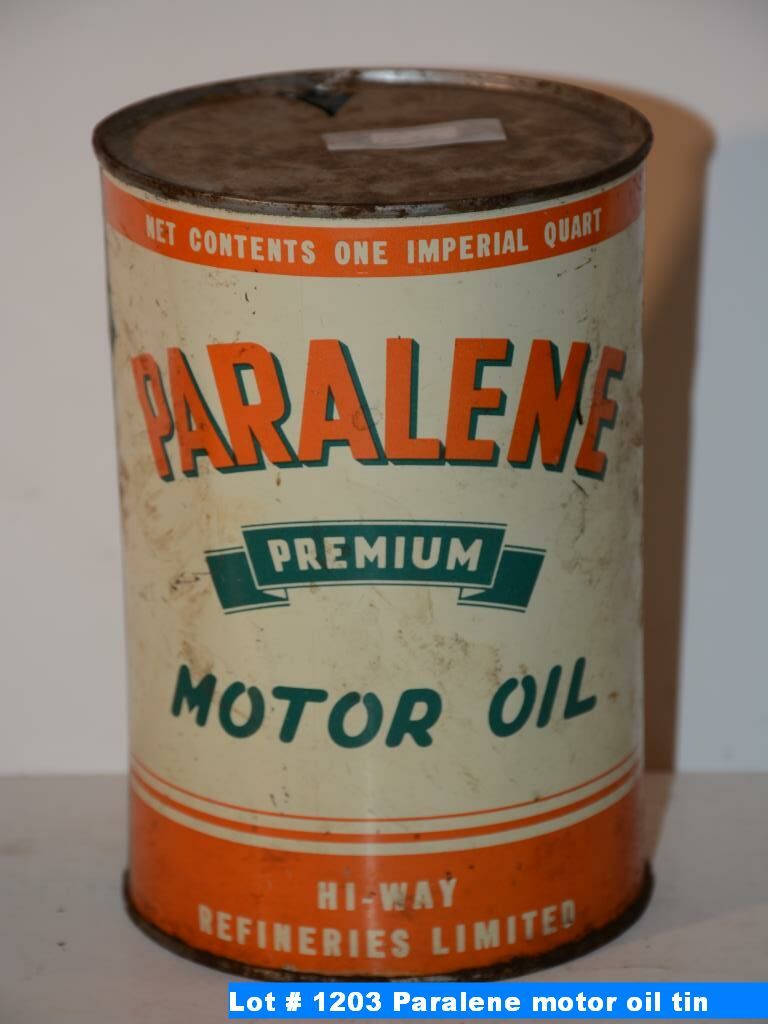 NET CONTENTS ONE IMPERIAL QUART
PARALENE
PREMIUM
MOTOR OIL
HI-WAY
REFINERIES LIMITED
Lot # 1203 Paralene motor oil tin